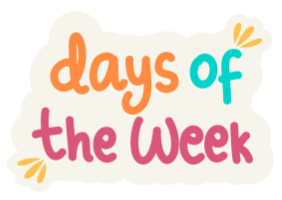 days of
the Week